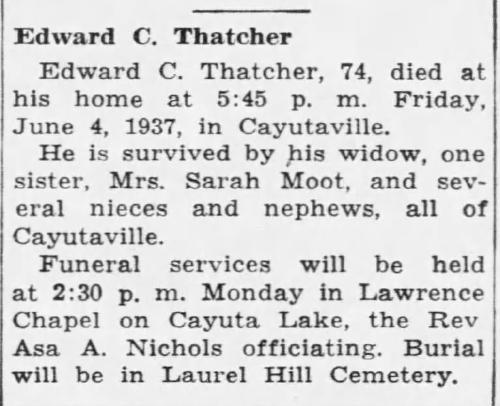 Edward C. Thatcher
Edward C. Thatcher, 74, died at
his home at 5:45 p. m. Friday,
June 4, 1937, in Cayutaville.
He is survived by his widow, one
sister, Mrs. Sarah Moot, and sev-
eral nieces and nephews, all of
Cayutaville.
Funeral services will be held
at 2:30 p. m. Monday in Lawrence
Chapel on Cayuta Lake, the Rev
Asa A. Nichols officiating. Burial
will be in Laurel Hill Cemetery.